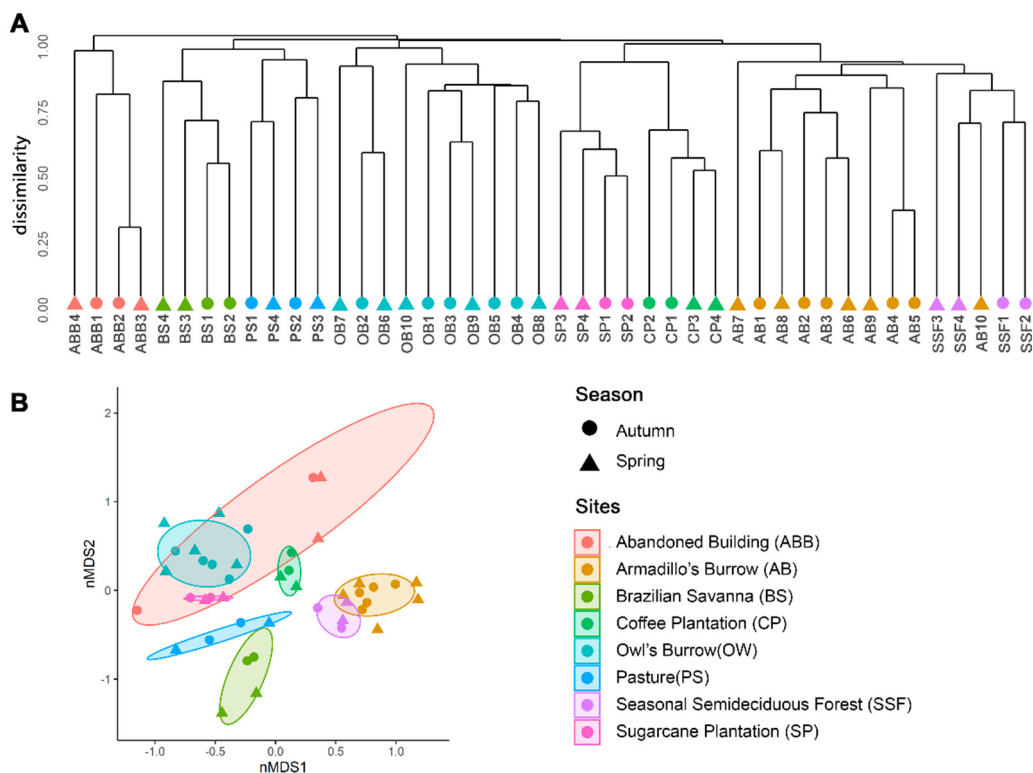 A
dissimilarity
1.00
0.75
0.50
0.25
0.00
ABB4 ABB1 ABB2 ABB3 BS4 BS3 BS1 BS2 PS1 PS4 PS2 PS3 OB7 OB2 OB6 OB10 OB1 OB3 OB9 OB5 OB4 OB8 SP3 SP4 SP1 SP2 CP2 CP1 CP3 CP4 AB7 AB1 AB8 AB2 AB3 AB6 AB9 AB4 AB5 SSF3 SSF4 AB10 SSF1 SSF2
B
nMDS2
2
1
0
-1
-1.0 -0.5 0.0 0.5 1.0
nMDS1
Season
Autumn
Spring
Sites
Abandoned Building (ABB)
Armadillo's Burrow (AB)
Brazilian Savanna (BS)
Coffee Plantation (CP)
Owl's Burrow(OW)
Pasture(PS)
Seasonal Semideciduous Forest (SSF)
Sugarcane Plantation (SP)